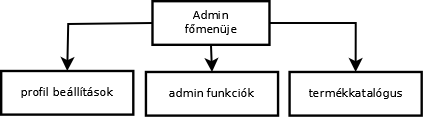 Admin
főmenüje
profil beállítások
admin funkciók
termékkatalógus